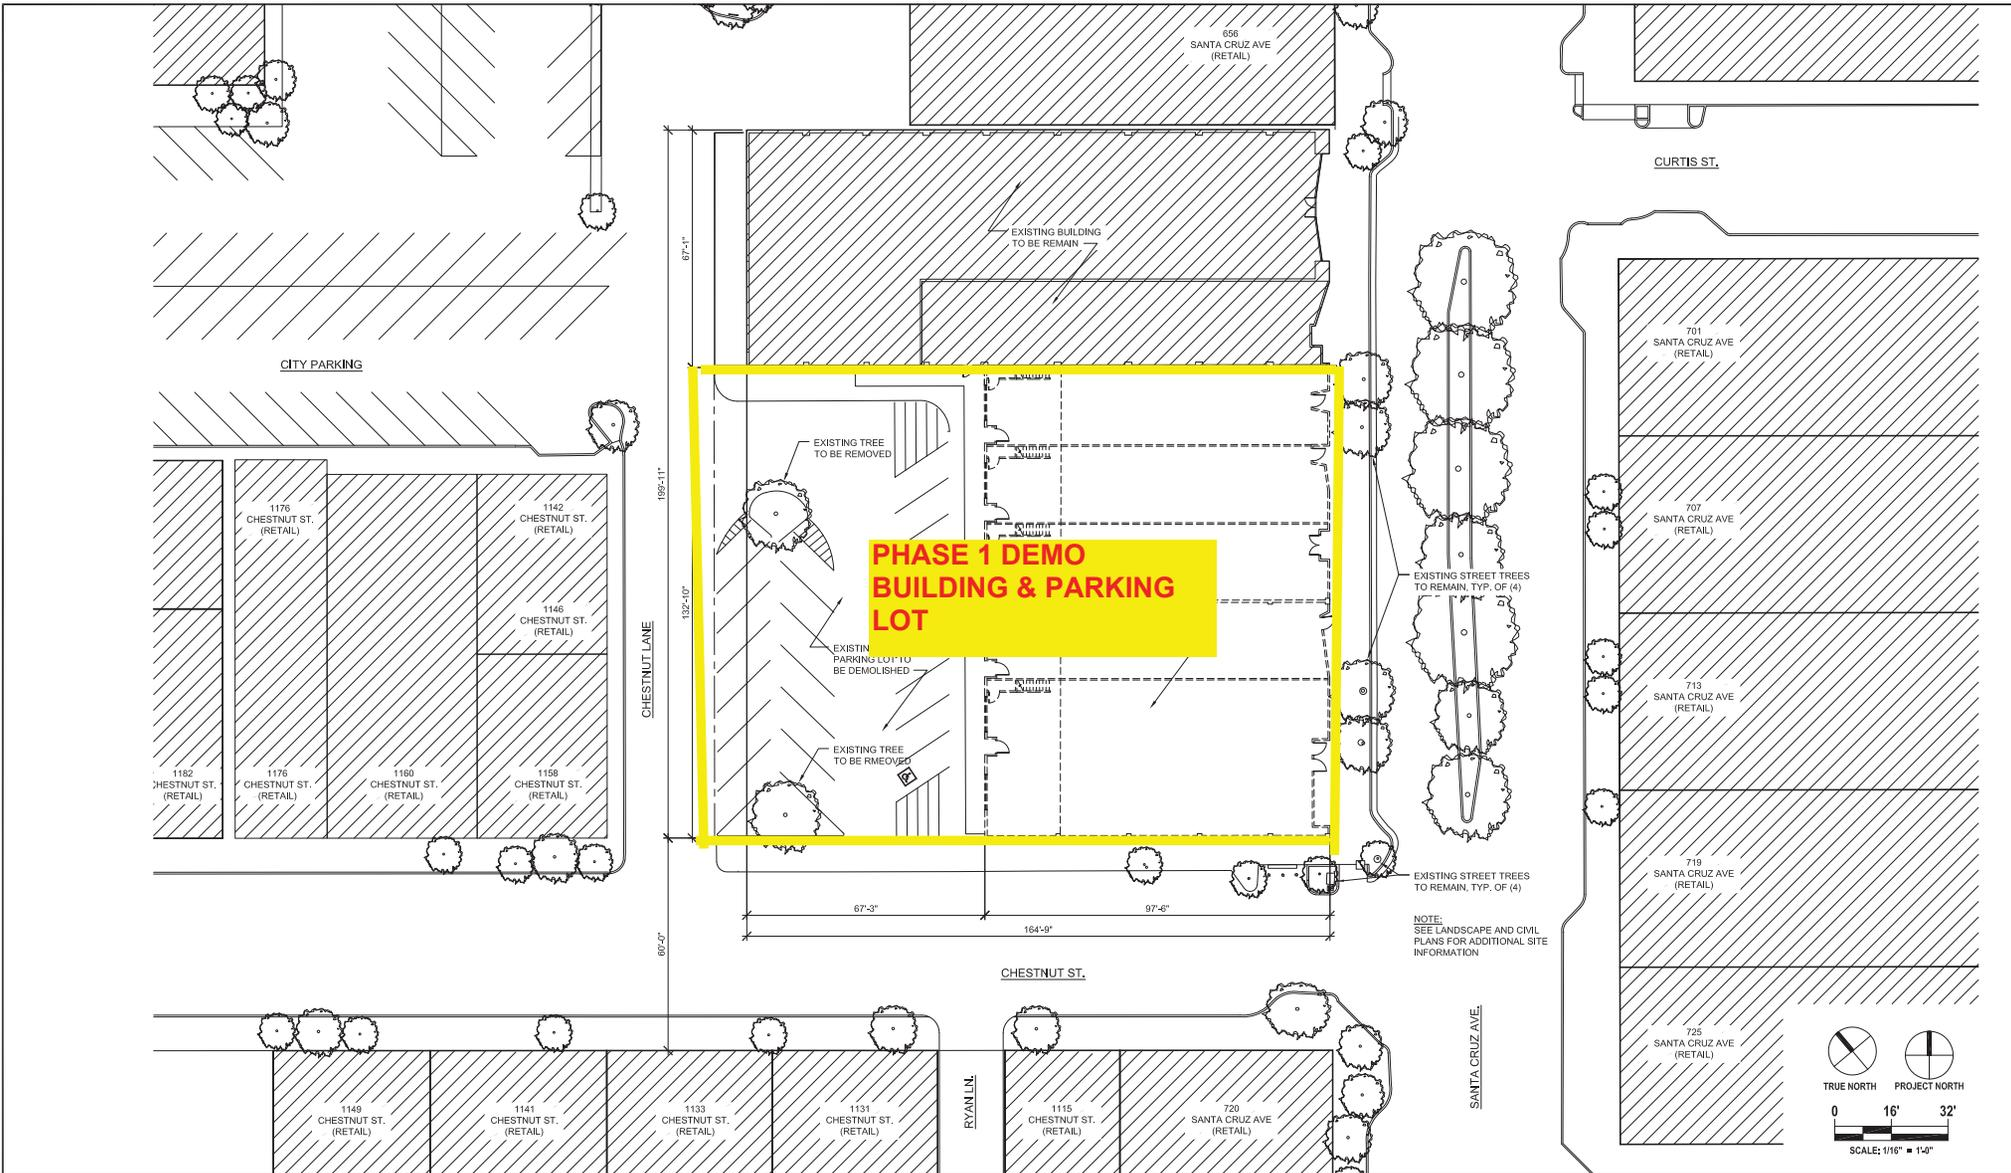 656
SANTA CRUZ AVE
(RETAIL)
CURTIS ST.
EXISTING BUILDING
TO BE REMAIN
67'-1"
701
SANTA CRUZ AVE
(RETAIL)
CITY PARKING
EXISTING TREE
TO BE REMOVED
199'-11"
1176
CHESTNUT ST.
(RETAIL)
1142
CHESTNUT ST.
(RETAIL)
707
SANTA CRUZ AVE
(RETAIL)
PHASE 1 DEMO
BUILDING & PARKING
LOT
EXISTING STREET TREES
TO REMAIN, TYP. OF (4)
132'-10"
1146
CHESTNUT ST.
(RETAIL)
CHESTNUT LANE
EXISTIN
PARKING LOT TO
BE DEMOLISHED
713
SANTA CRUZ AVE
(RETAIL)
EXISTING TREE
TO BE RMEOVED
1182
CHESTNUT ST.
(RETAIL)
1176
CHESTNUT ST.
(RETAIL)
1160
CHESTNUT ST.
(RETAIL)
1158
CHESTNUT ST.
(RETAIL)
719
SANTA CRUZ AVE
(RETAIL)
EXISTING STREET TREES
TO REMAIN, TYP. OF (4)
67'-3"
97'-6"
164'-9"
60'-0"
NOTE:
SEE LANDSCAPE AND CIVIL
PLANS FOR ADDITIONAL SITE
INFORMATION
CHESTNUT ST.
SANTA CRUZ AVE.
725
SANTA CRUZ AVE
(RETAIL)
TRUE NORTH
PROJECT NORTH
1149
CHESTNUT ST.
(RETAIL)
1141
CHESTNUT ST.
(RETAIL)
1133
CHESTNUT ST.
(RETAIL)
1131
CHESTNUT ST.
(RETAIL)
RYAN LN.
1115
CHESTNUT ST.
(RETAIL)
720
SANTA CRUZ AVE
(RETAIL)
0 16' 32'
SCALE: 1/16" = 1'-0"